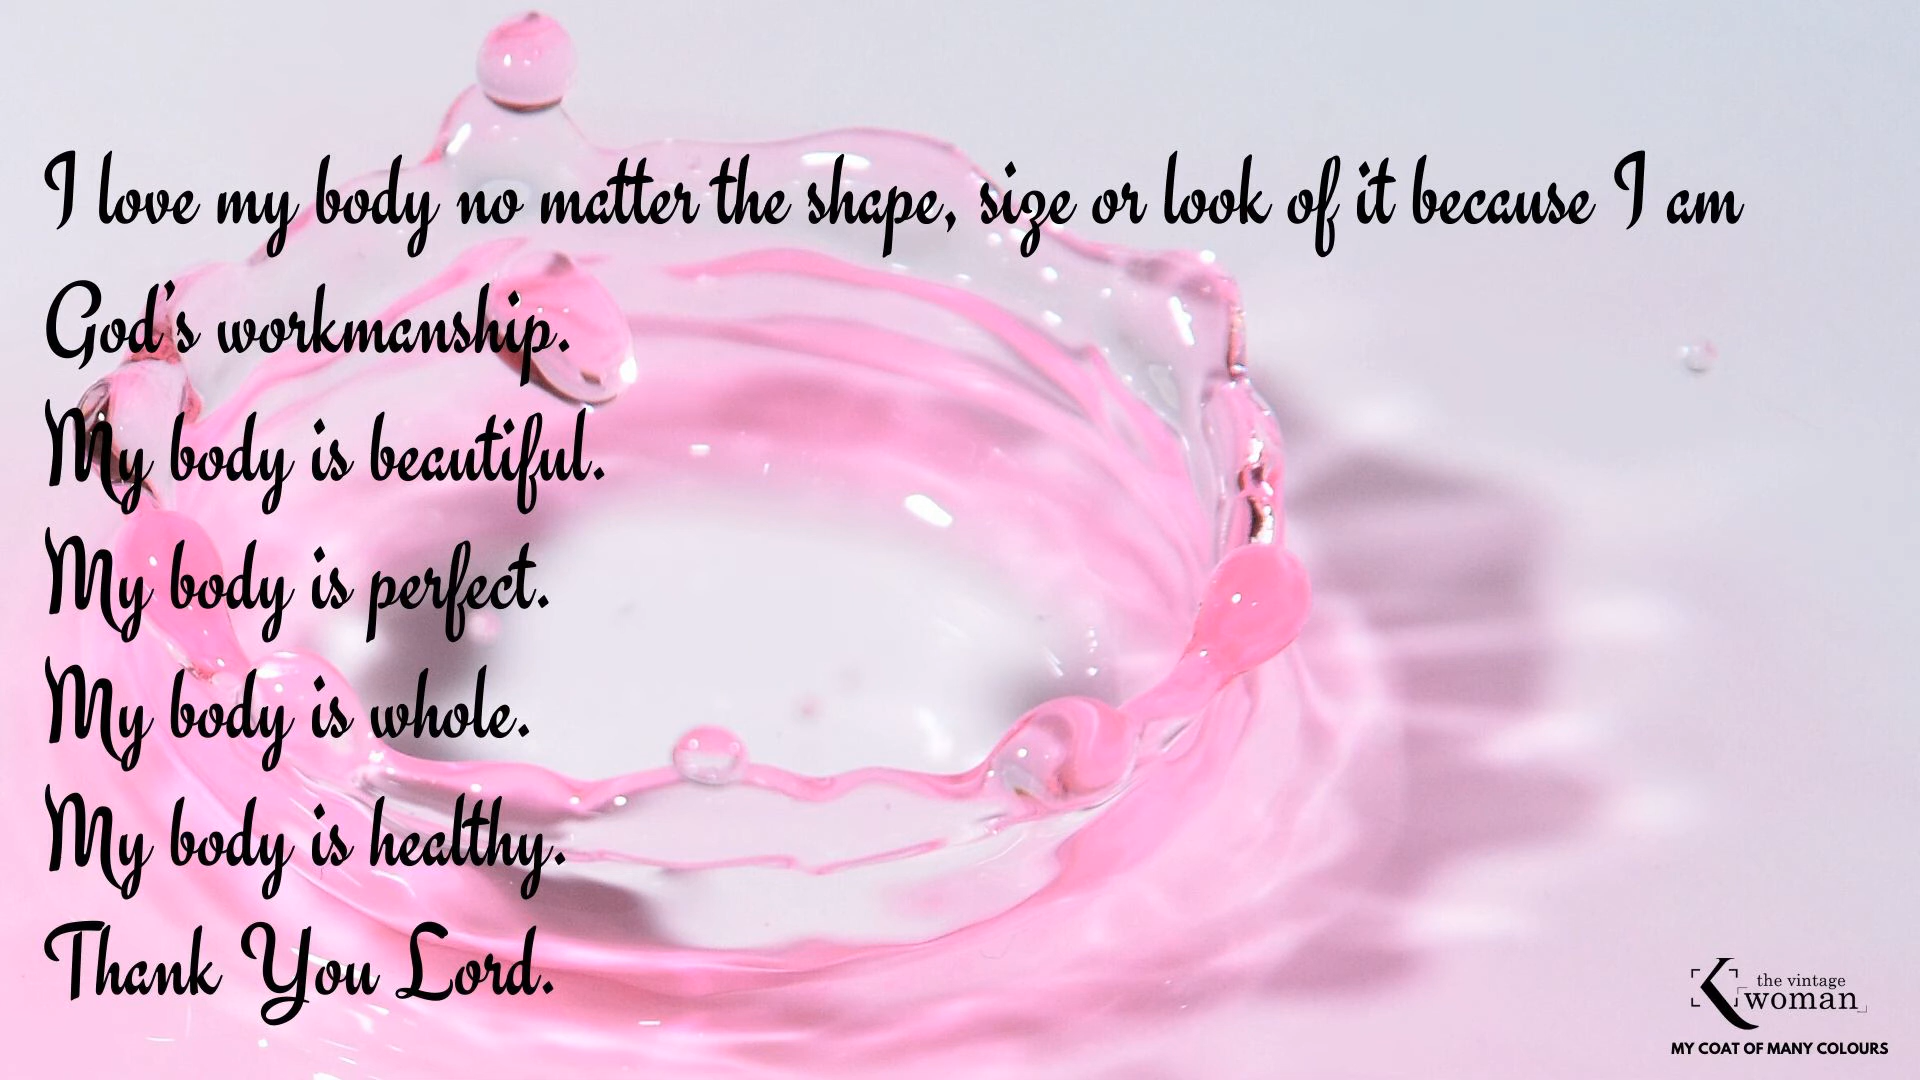 I love my body no matter the shape, size or look of it because I am
God's workmanship.
My body is beautiful.
My body is perfect.
My body is whole.
My body is healthy.
Thank You Lord.
K the vintage
woman
MY COAT OF MANY COLOURS